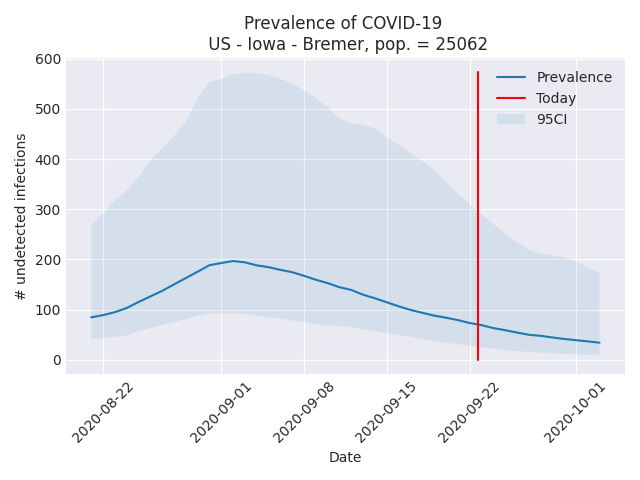 Prevalence of COVID-19
US - Iowa - Bremer, pop. = 25062
# undetected infections
600
500
400
300
200
100
0
Prevalence
Today
95CI
2020-08-22
2020-09-01
2020-09-08
2020-09-15
2020-09-22
2020-10-01
Date